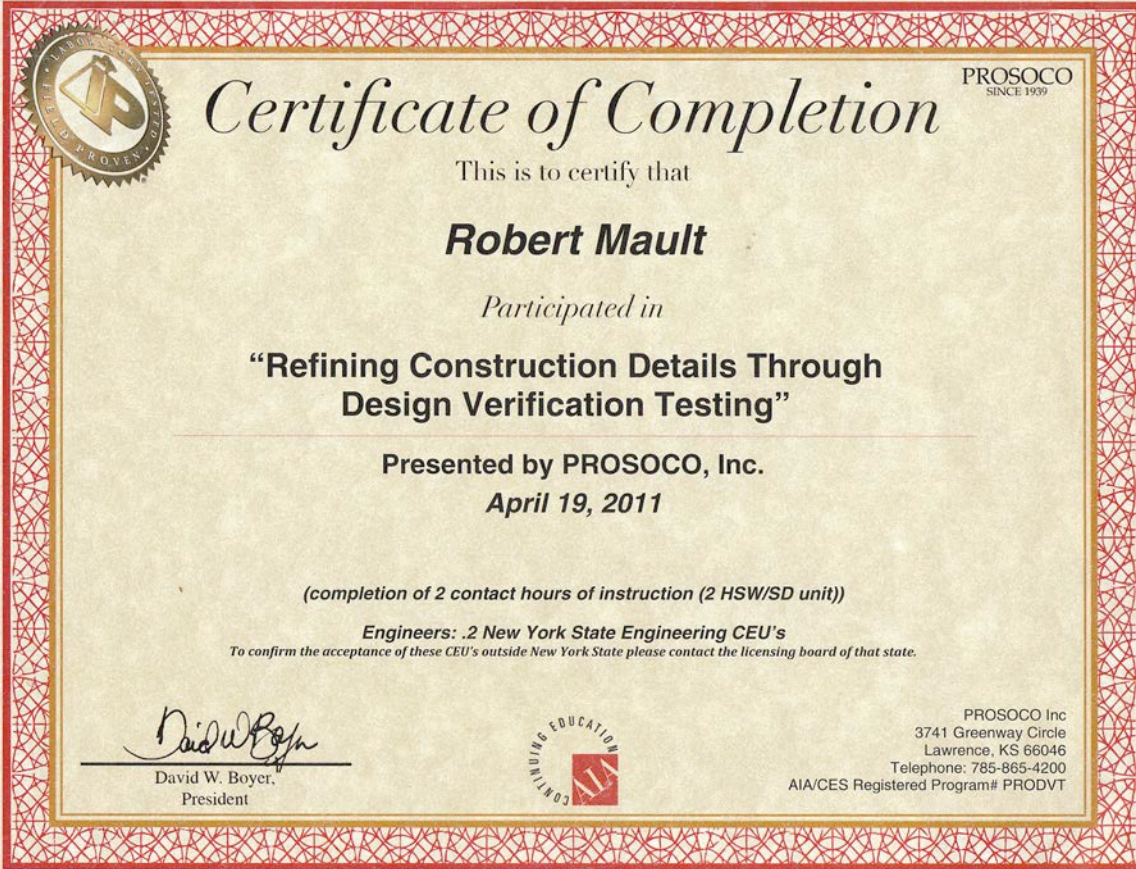 LABORATORY TESTED
FIELD PROVEN
PROSOCO
SINCE 1939
Certificate of Completion
This is to certify that
Robert Mault
Participated in
“Refining Construction Details Through
Design Verification Testing”
Presented by PROSOCO, Inc.
April 19, 2011
(completion of 2 contact hours of instruction (2 HSW/SD unit))
Engineers: .2 New York State Engineering CEU's
To confirm the acceptance of these CEU's outside New York State please contact the licensing board of that state.
David W. Boyer,
President
CONTINUING EDUCATION
AIA
PROSOCO Inc
3741 Greenway Circle
Lawrence, KS 66046
Telephone: 785-865-4200
AIA/CES Registered Program# PRODVT